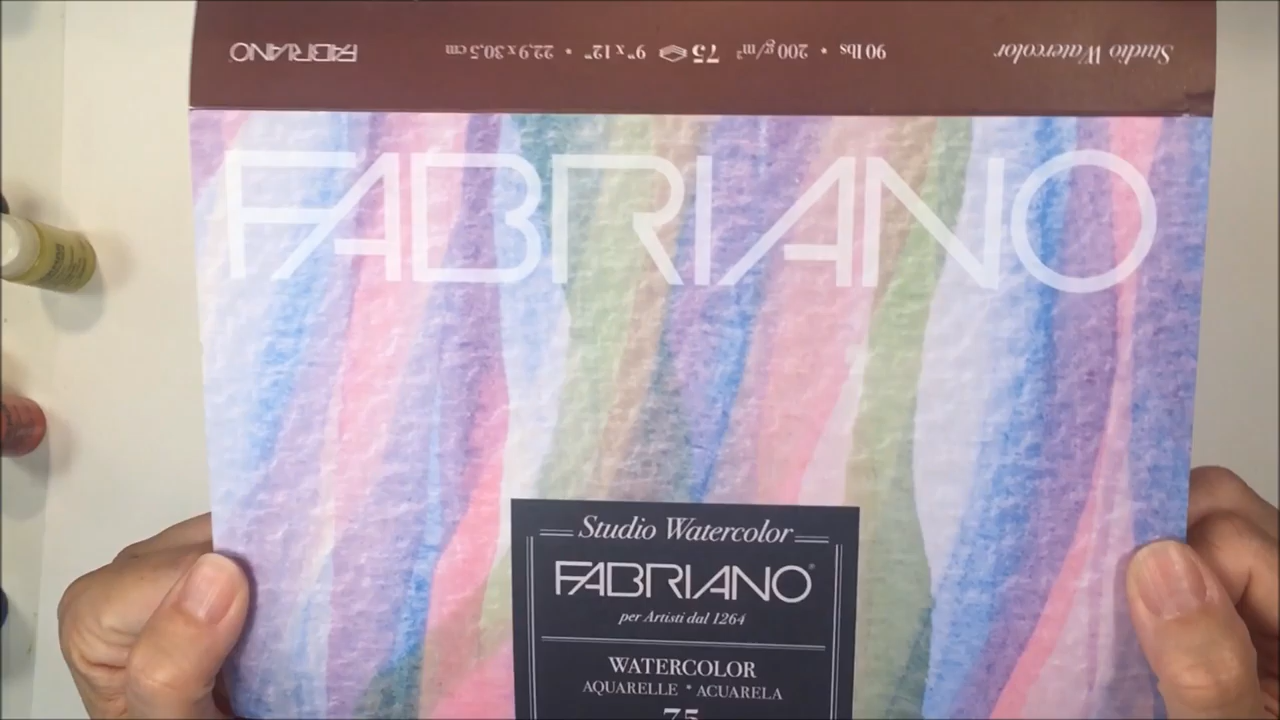 Studio Watercolor 90 lbs • 200 g/m² 75 9" x 12" • 22,9 x 30,5 cm FABRIANO
FABRIANO
Studio Watercolor
FABRIANO®
per Artisti dal 1264
WATERCOLOR
AQUARELLE * ACUARELA
75